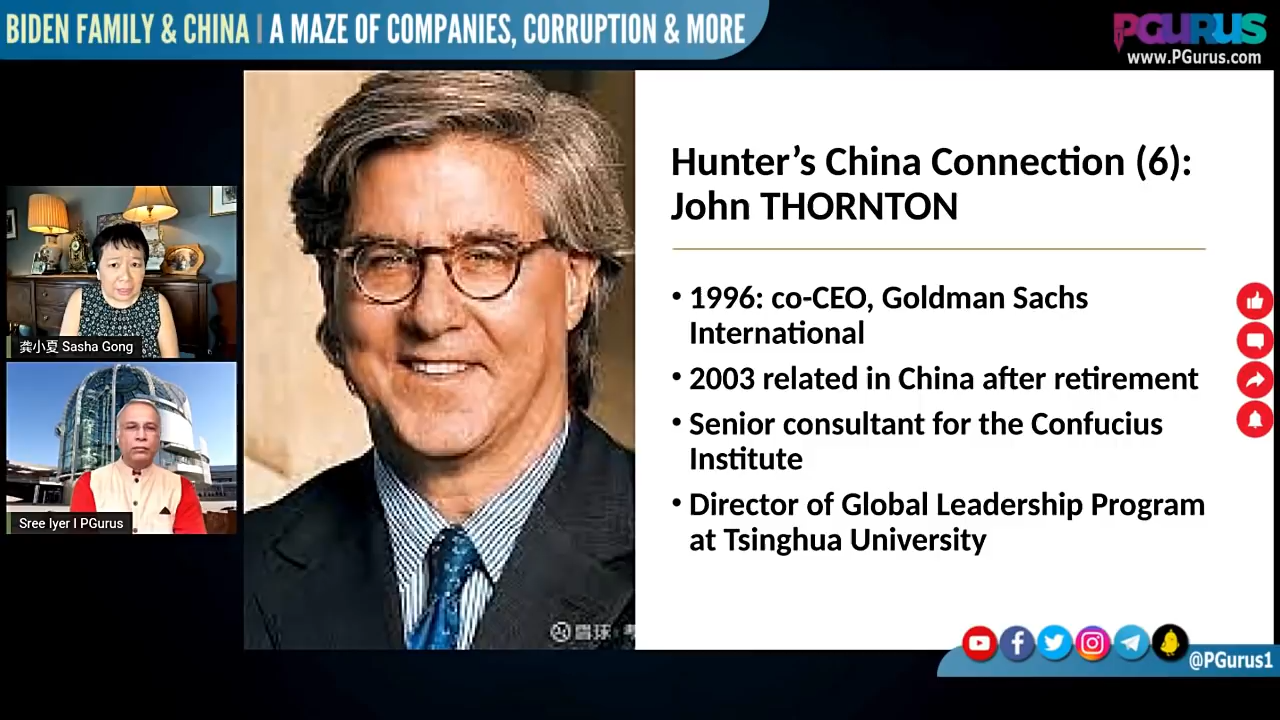 BIDEN FAMILY & CHINA | A MAZE OF COMPANIES, CORRUPTION & MORE
PGURUS
www.PGurus.com
Hunter’s China Connection (6):
John THORNTON
• 1996: co-CEO, Goldman Sachs
International
• 2003 related in China after retirement
• Senior consultant for the Confucius
Institute
• Director of Global Leadership Program
at Tsinghua University
龚小夏 Sasha Gong
Sree Iyer I PGurus
雪球
@PGurus1